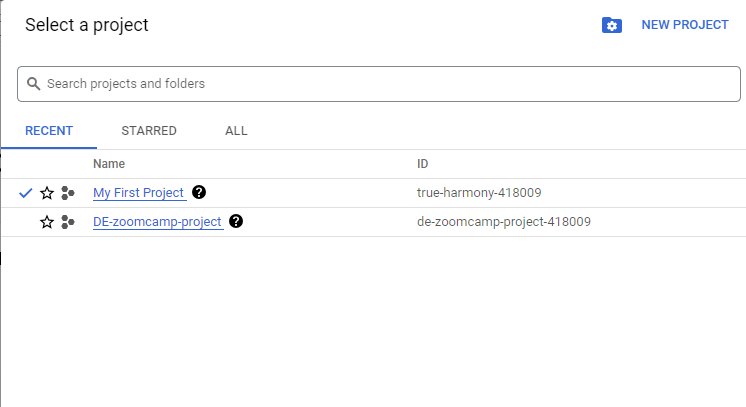 Select a project
NEW PROJECT
Search projects and folders
RECENT STARRED ALL
Name ID
My First Project ? true-harmony-418009
DE-zoomcamp-project ? de-zoomcamp-project-418009